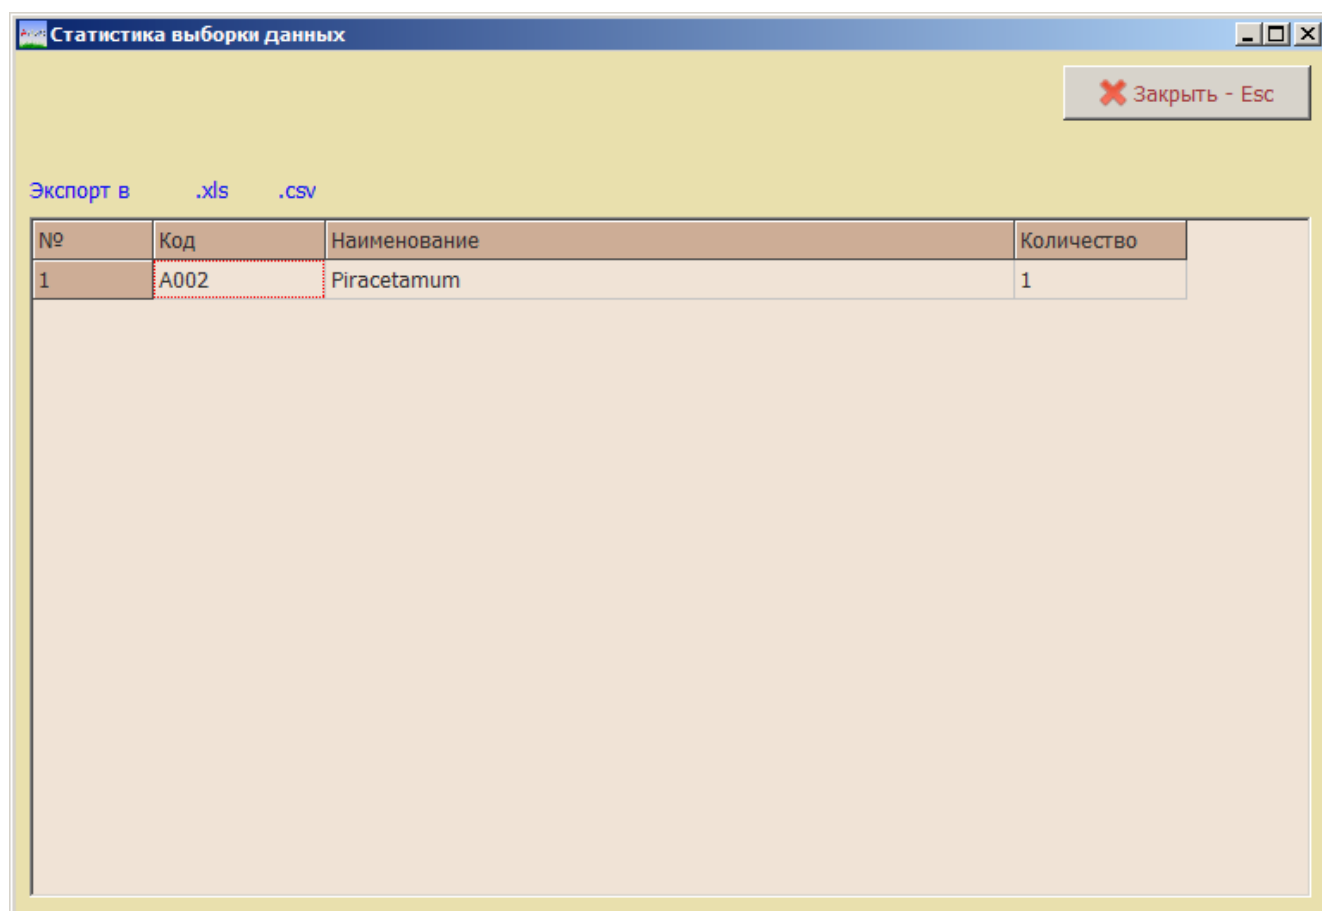 Статистика выборки данных
Закрыть - Esc
Экспорт в .xls .csv
№ Код Наименование Количество
1 A002 Piracetamum 1